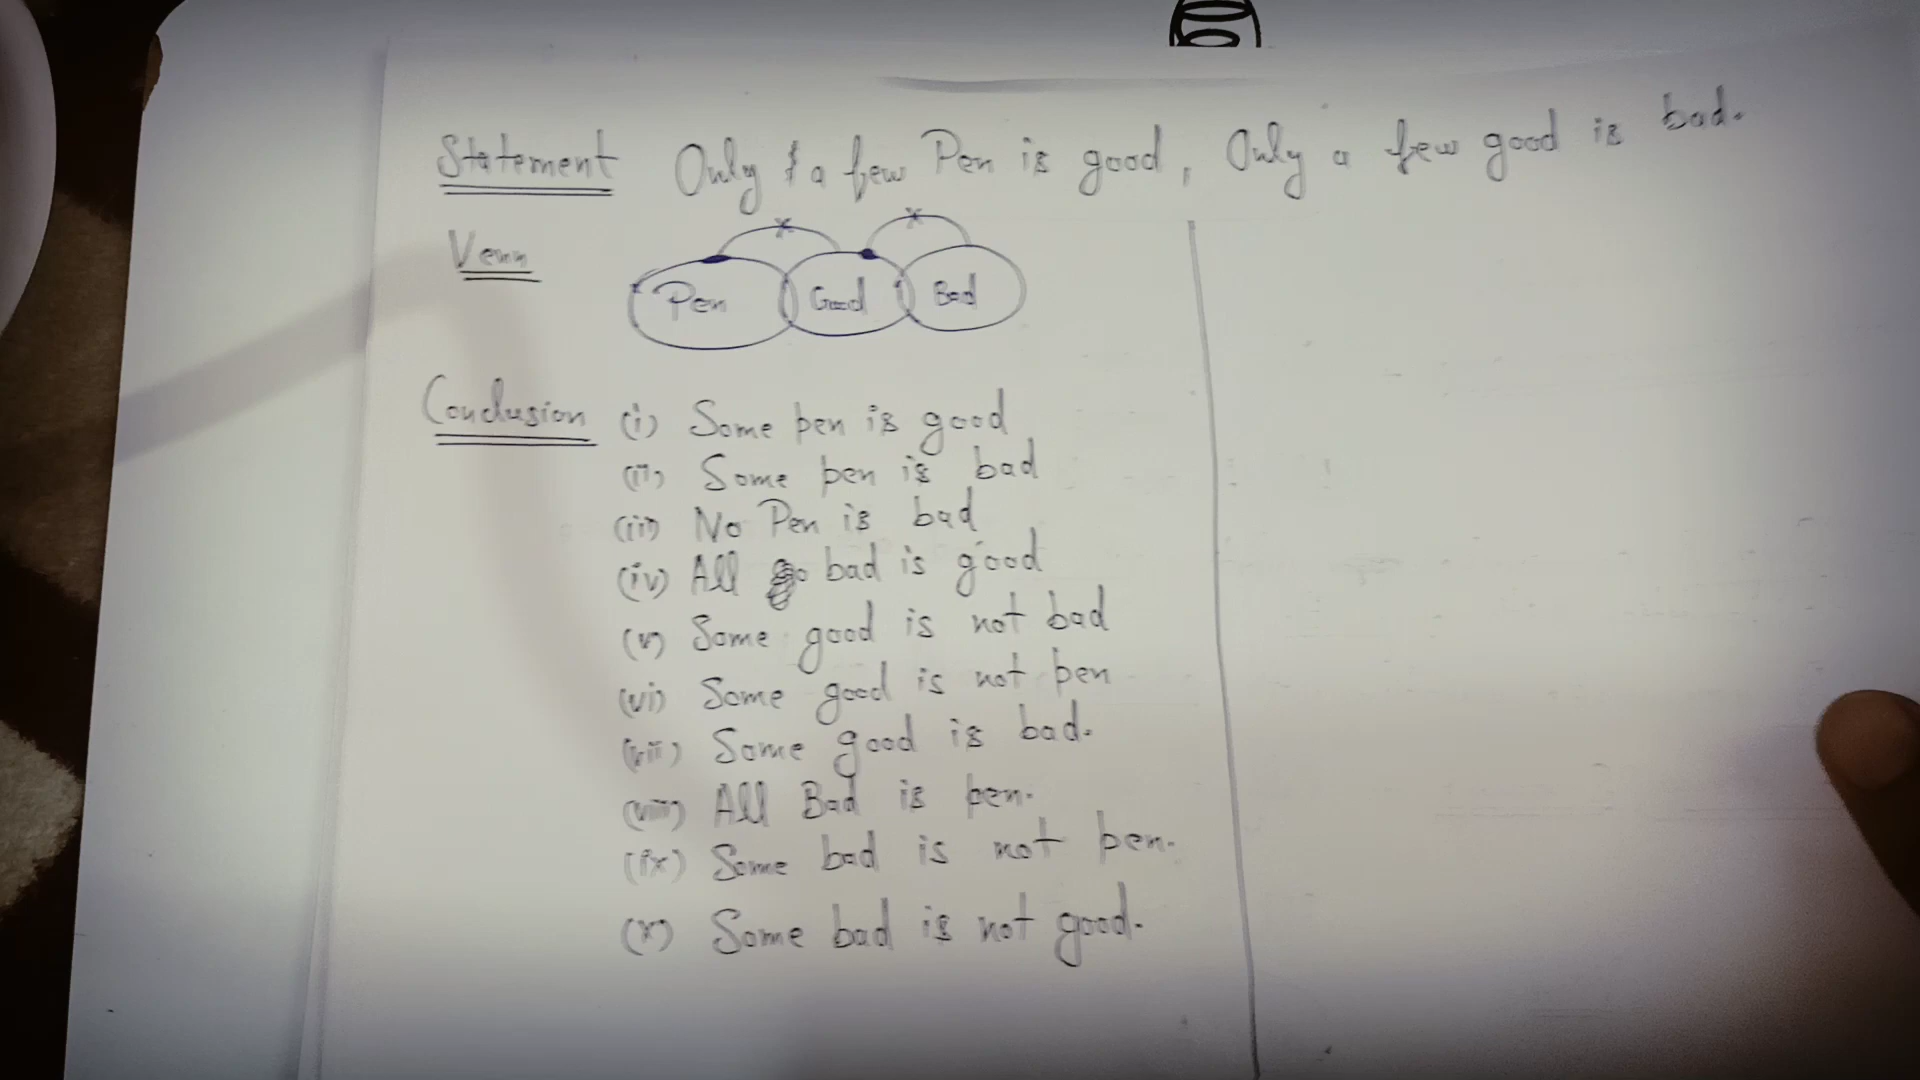 Statement Only a few Pen is good, Only a few good is bad.
Venn
Pen Good Bad
Conclusion (i) Some pen is good
(ii) Some pen is bad
(iii) No Pen is bad
(iv) All bad is good
(v) Some good is not bad
(vi) Some good is not pen
(vii) Some good is bad.
(viii) All Bad is pen.
(ix) Some bad is not pen.
(x) Some bad is not good.